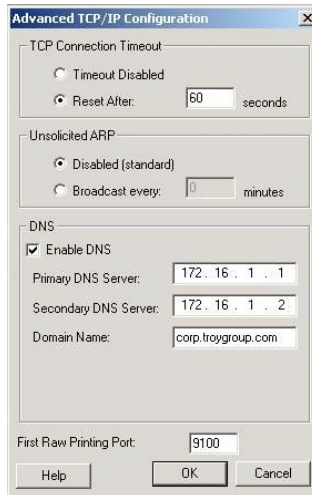 Advanced TCP/IP Configuration
TCP Connection Timeout
Timeout Disabled
Reset After: 60 seconds
Unsolicited ARP
Disabled (standard)
Broadcast every: 0 minutes
DNS
Enable DNS
Primary DNS Server: 172 . 16 . 1 . 1
Secondary DNS Server: 172 . 16 . 1 . 2
Domain Name: corp.troygroup.com
First Raw Printing Port: 9100
Help OK Cancel